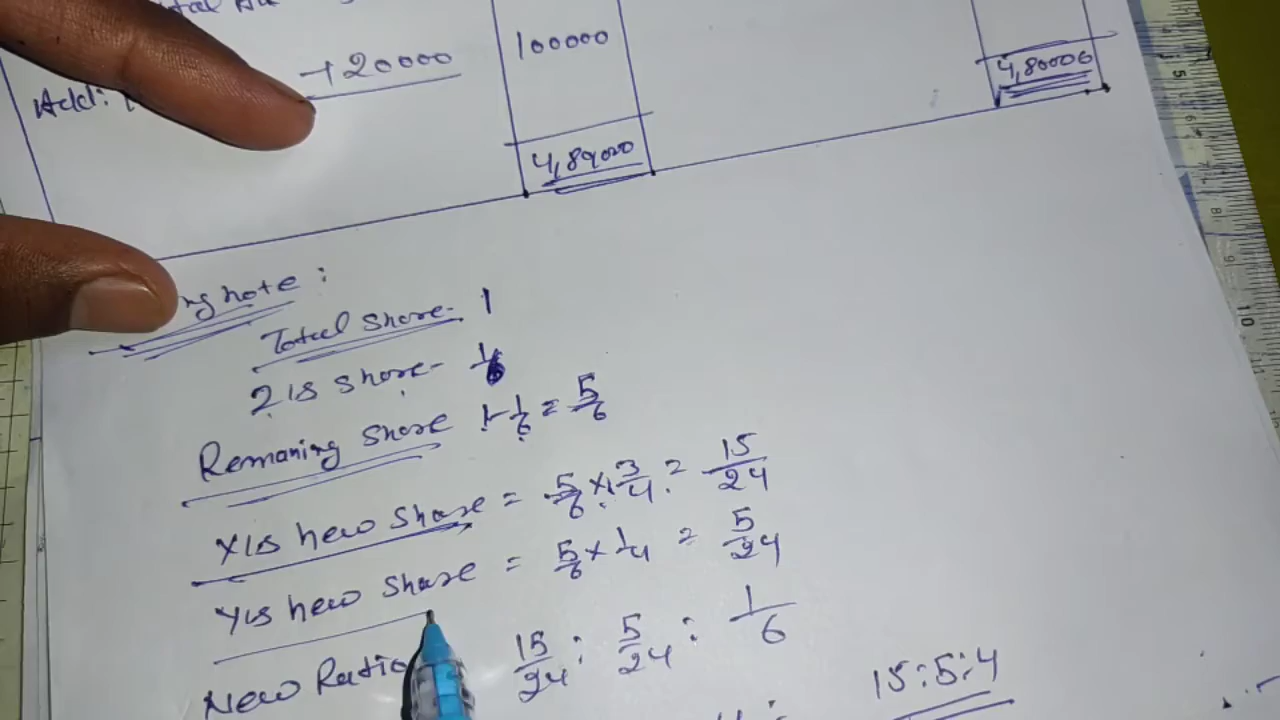 +20000 100000 4,80000
Add:
4,89000
ng note :
Total Share- 1
Z's share- 1/6
Remaning Share 1-1/6 = 5/6
X's new Share = 5/6 x 3/4 = 15/24
Y's new Share = 5/6 x 1/4 = 5/24
New Ratio 15/24 : 5/24 : 1/6
15:5:4